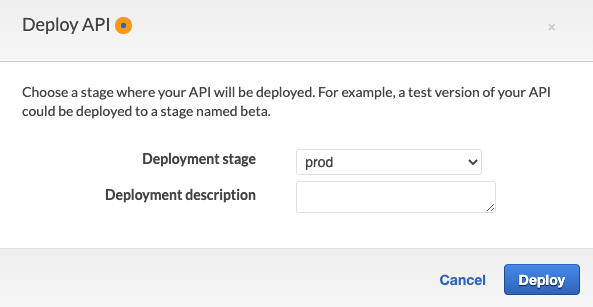 Deploy API
×
Choose a stage where your API will be deployed. For example, a test version of your API
could be deployed to a stage named beta.
Deployment stage prod
Deployment description
Cancel Deploy